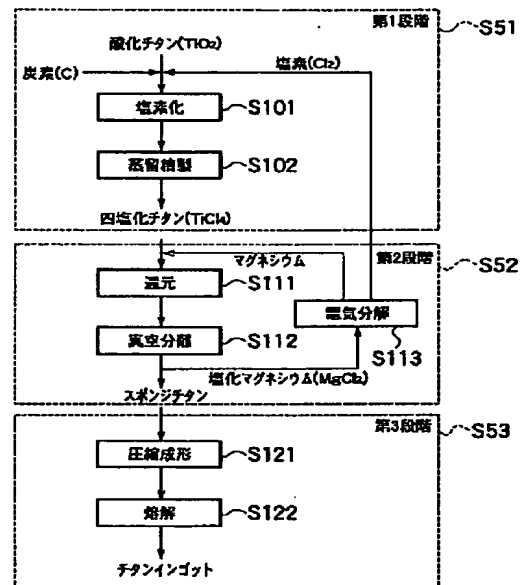 第1段階
S51
酸化チタン(TiO₂)
炭素(C)
塩素(Cl₂)
塩素化
S101
蒸留精製
S102
四塩化チタン(TiCl₄)
第2段階
S52
マグネシウム
還元
S111
電気分解
S113
真空分離
S112
塩化マグネシウム(MgCl₂)
スポンジチタン
第3段階
S53
圧縮成形
S121
熔解
S122
チタンインゴット